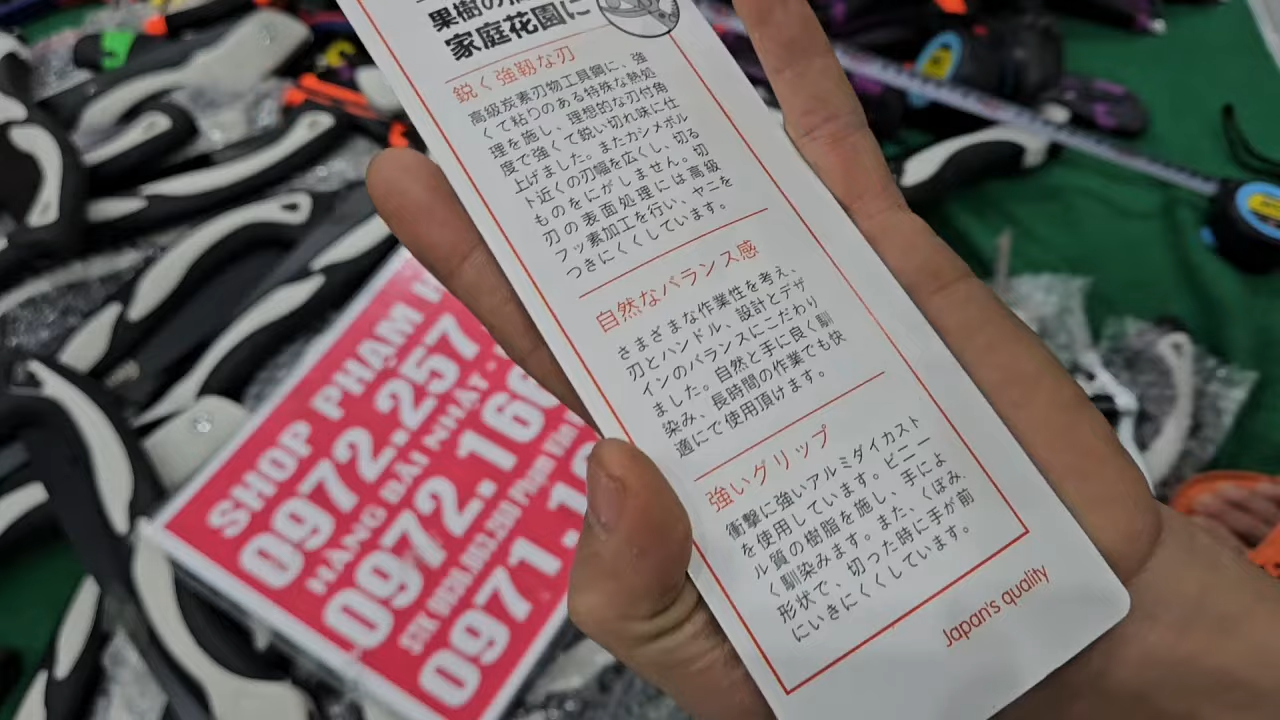 家庭花園に
鋭く強靱な刃
高級炭素刃物工具鋼に、強
くて粘りのある特殊な熱処
理を施し、理想的な刃付角
度で強くて鋭い切れ味に仕
上げました。またカシメボル
ト近くの刃幅を広くし、切る
ものをにがしません。切
刃の表面処理には高級
フッ素加工を行い、ヤニを
つきにくくしています。
自然なバランス感
さまざまな作業性を考え、
刃とハンドル、設計とデザ
インのバランスにこだわり
ました。自然と手に良く馴
染み、長時間の作業でも快
適にで使用頂けます。
強いグリップ
衝撃に強いアルミダイカスト
を使用しています。ビニー
ル質の樹脂を施し、手によ
く馴染みます。また、くぼみ
形状で、切った時に手が前
にいきにくくしています。
Japan's quality
SHOP PHẠM
0972.257
HÀNG BÃI NHẬT
0972.166
STK
0971.1